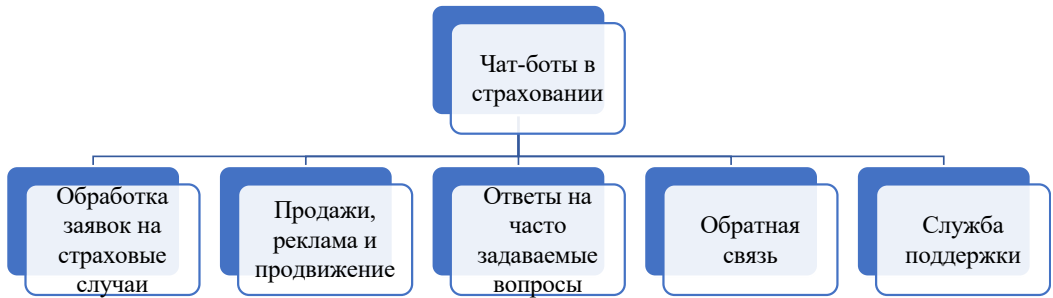 Чат-боты в
страховании
Обработка
заявок на
страховые
случаи
Продажи,
реклама и
продвижение
Ответы на
часто
задаваемые
вопросы
Обратная
связь
Служба
поддержки